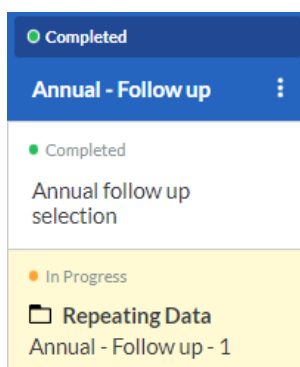 Completed
Annual - Follow up
Completed
Annual follow up
selection
In Progress
Repeating Data
Annual - Follow up - 1